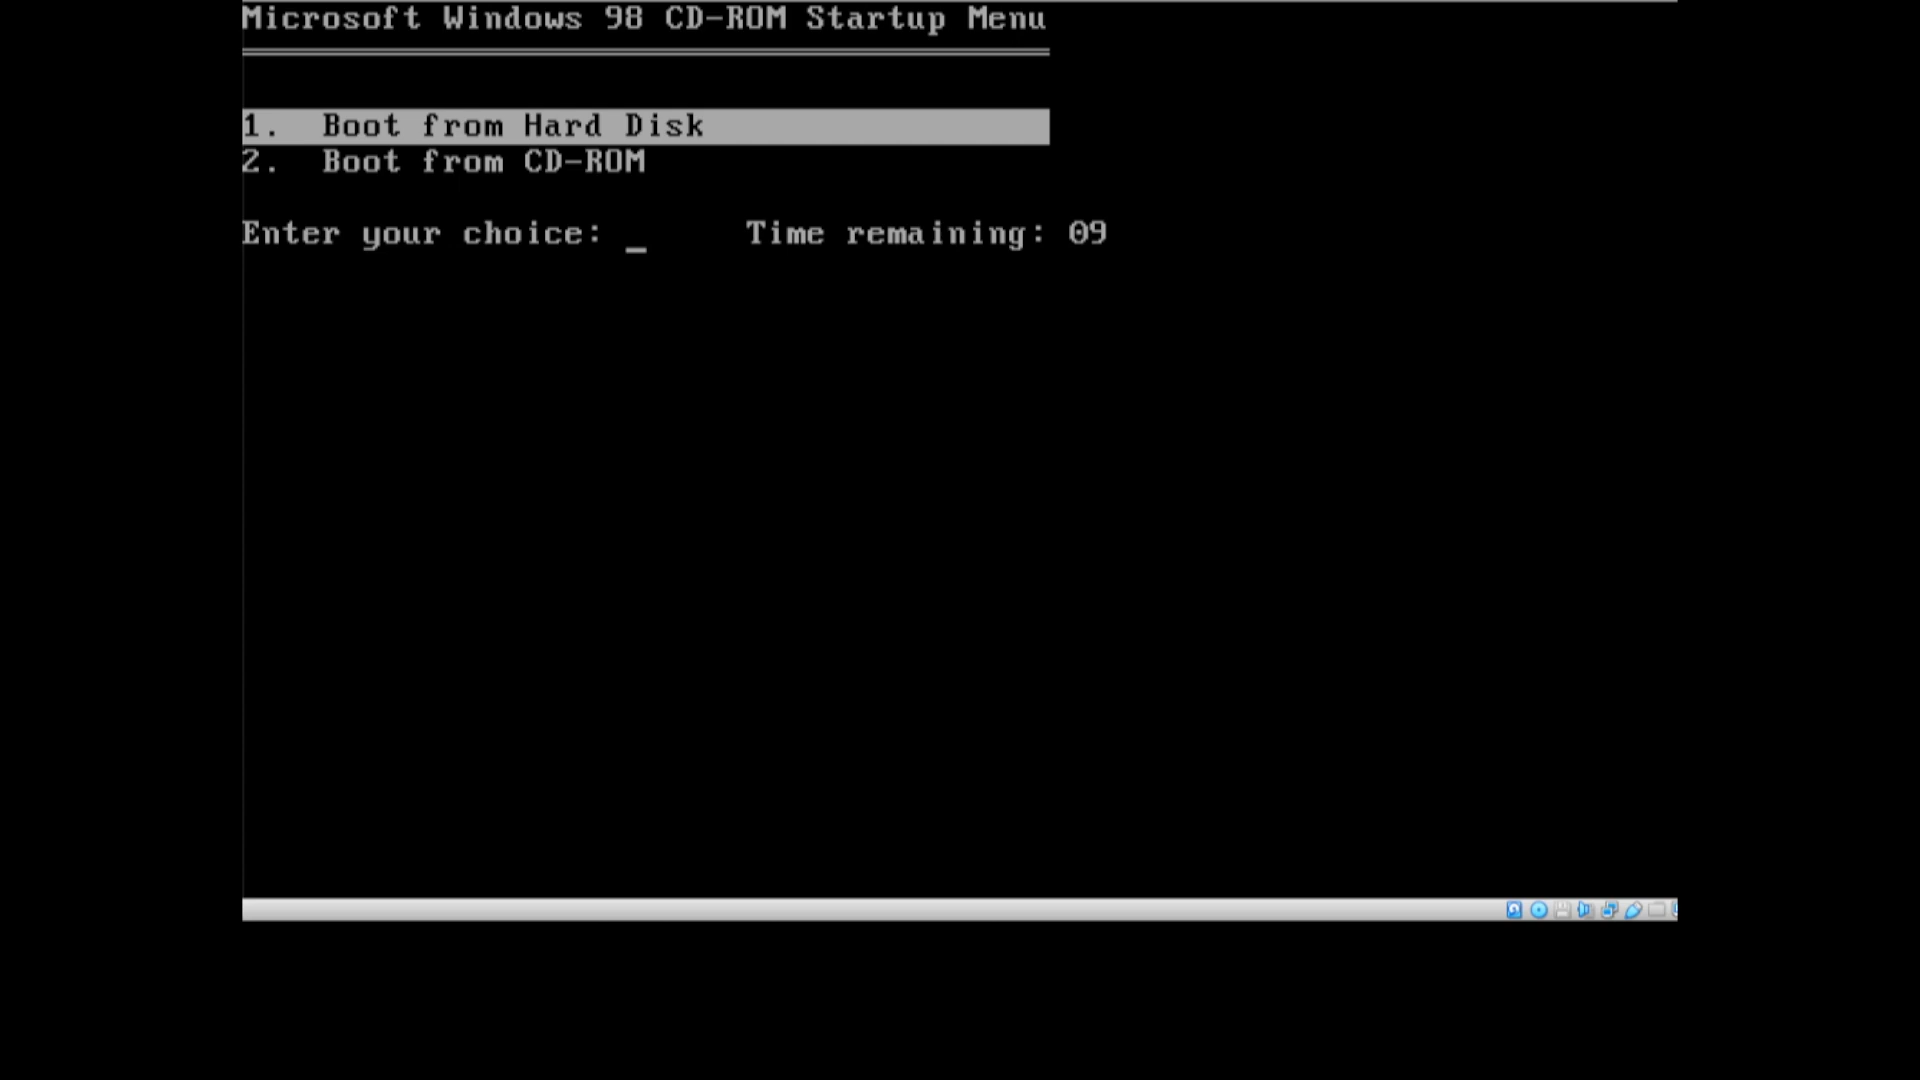 Microsoft Windows 98 CD-ROM Startup Menu
1. Boot from Hard Disk
2. Boot from CD-ROM
Enter your choice: _ Time remaining: 09